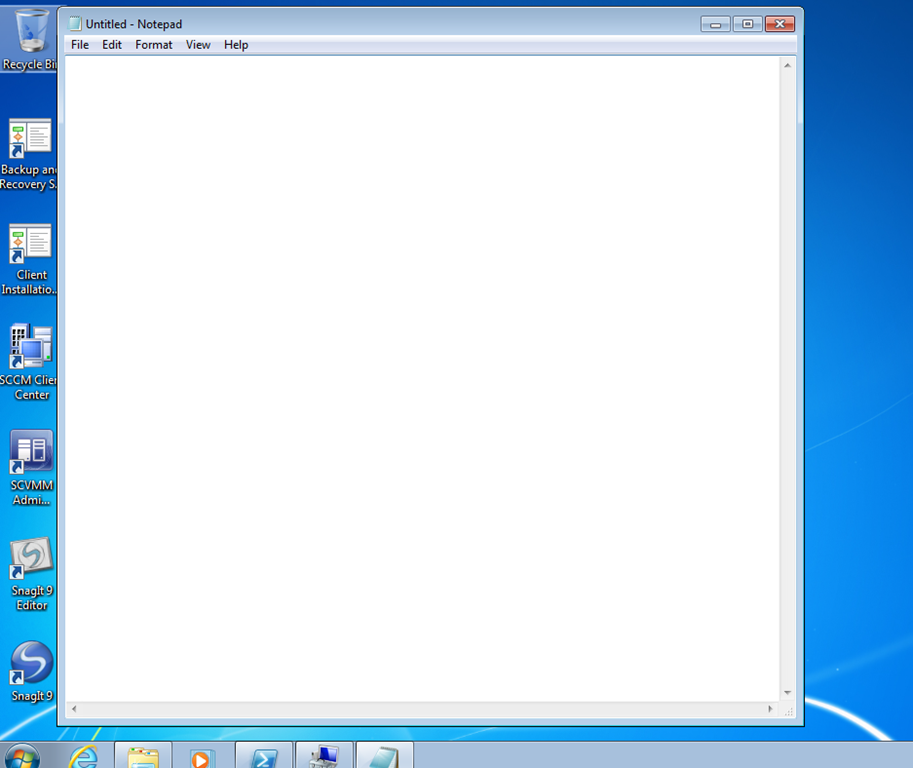 Untitled - Notepad
File Edit Format View Help
Recycle Bi
Backup an
Recovery S.
Client
Installatio...
SCCM Clie
Center
SCVMM
Admi...
SnagIt 9
Editor
SnagIt 9